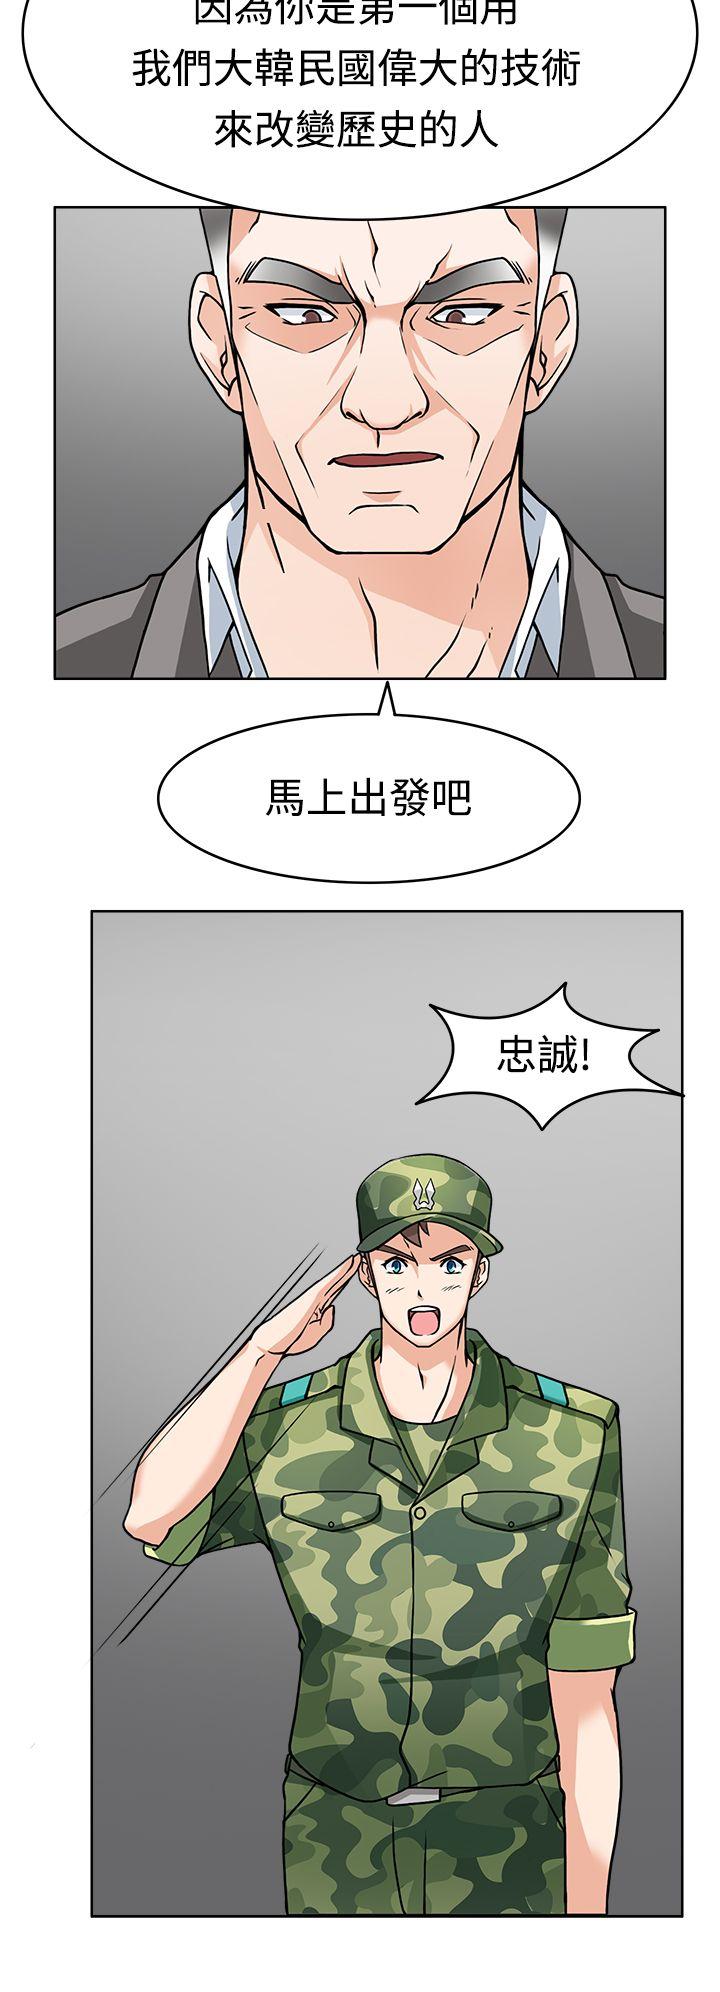 因為你是第一個用
我們大韓民國偉大的技術
來改變歷史的人
馬上出發吧
忠誠!